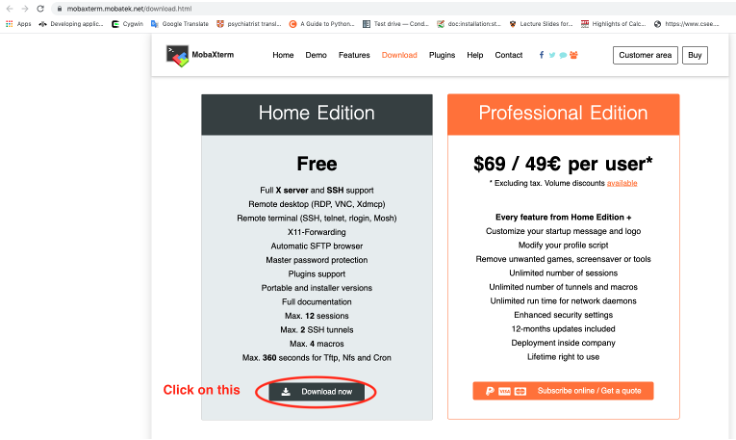 mobaxterm.mobatek.net/download.html
Apps Developing applic... Cygwin Google Translate psychiatrist transl... A Guide to Python... Test drive — Cond... doc:installation:st... Lecture Slides for... Highlights of Calc... https://www.csee....
MobaXterm Home Demo Features Download Plugins Help Contact Customer area Buy
Home Edition
Free
Full X server and SSH support
Remote desktop (RDP, VNC, Xdmcp)
Remote terminal (SSH, telnet, rlogin, Mosh)
X11-Forwarding
Automatic SFTP browser
Master password protection
Plugins support
Portable and installer versions
Full documentation
Max. 12 sessions
Max. 2 SSH tunnels
Max. 4 macros
Max. 360 seconds for Tftp, Nfs and Cron
Click on this
Download now
Professional Edition
$69 / 49€ per user*
* Excluding tax. Volume discounts available
Every feature from Home Edition +
Customize your startup message and logo
Modify your profile script
Remove unwanted games, screensaver or tools
Unlimited number of sessions
Unlimited number of tunnels and macros
Unlimited run time for network daemons
Enhanced security settings
12-months updates included
Deployment inside company
Lifetime right to use
Subscribe online / Get a quote